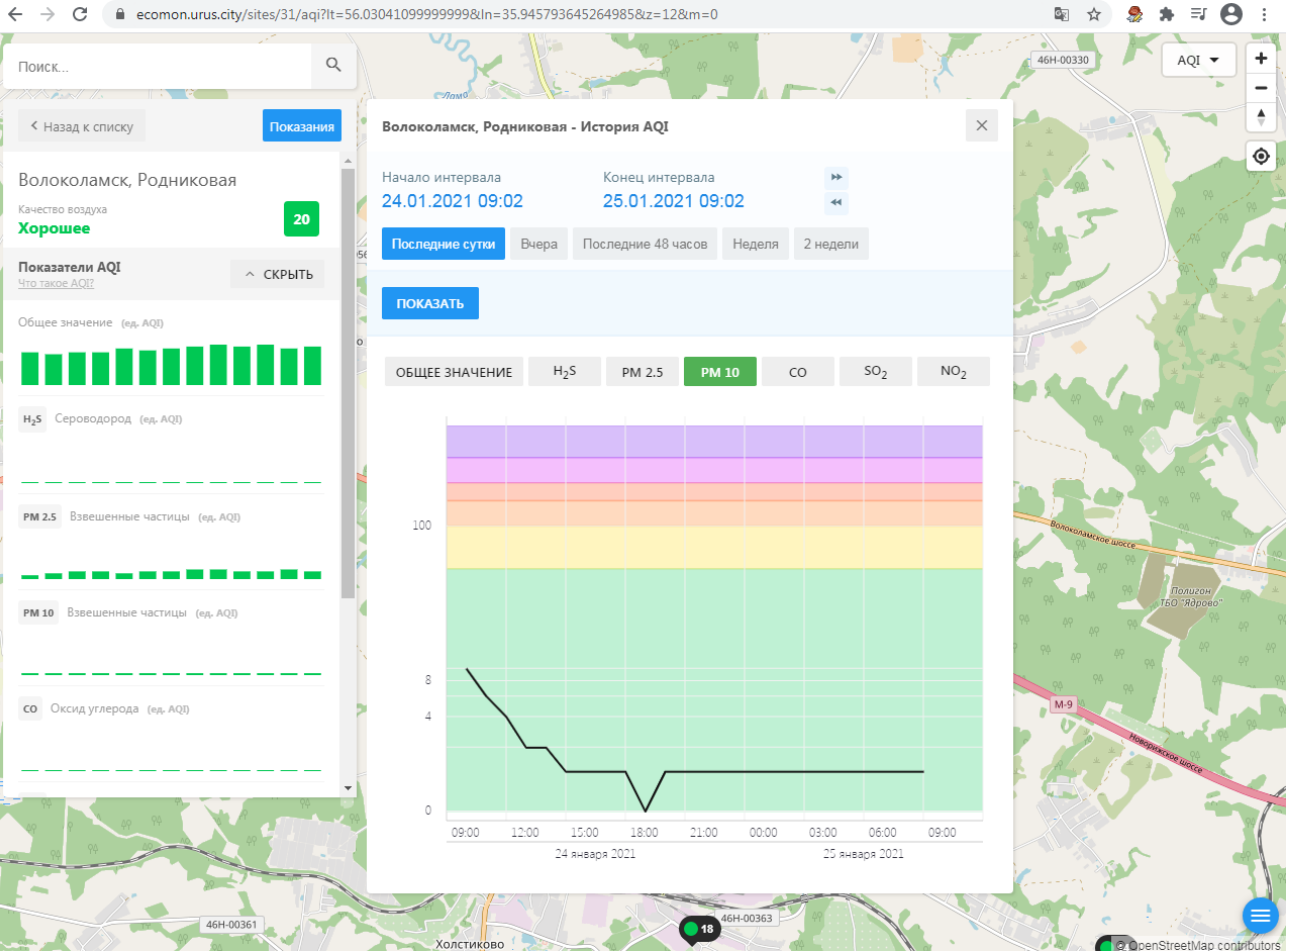 ecomon.urus.city/sites/31/aqi?lt=56.03041099999999&ln=35.945793645264985&z=12&m=0
Поиск...
46Н-00330
AQI
Назад к списку
Показания
Волоколамск, Родниковая
Качество воздуха
Хорошее
20
Показатели AQI
Что такое AQI?
СКРЫТЬ
Общее значение (ед. AQI)
H₂S Сероводород (ед. AQI)
PM 2.5 Взвешенные частицы (ед. AQI)
PM 10 Взвешенные частицы (ед. AQI)
CO Оксид углерода (ед. AQI)
Волоколамск, Родниковая - История AQI
Начало интервала
24.01.2021 09:02
Конец интервала
25.01.2021 09:02
Последние сутки
Вчера
Последние 48 часов
Неделя
2 недели
ПОКАЗАТЬ
ОБЩЕЕ ЗНАЧЕНИЕ
H₂S
PM 2.5
PM 10
CO
SO₂
NO₂
100
8
4
0
09:00 12:00 15:00 18:00 21:00 00:00 03:00 06:00 09:00
24 января 2021 25 января 2021
Волоколамское шоссе
Полигон
ТБО "Ядрово"
М-9
Новорижское шоссе
46Н-00361
18
46Н-00363
Холстиково
OpenStreetMap contributors